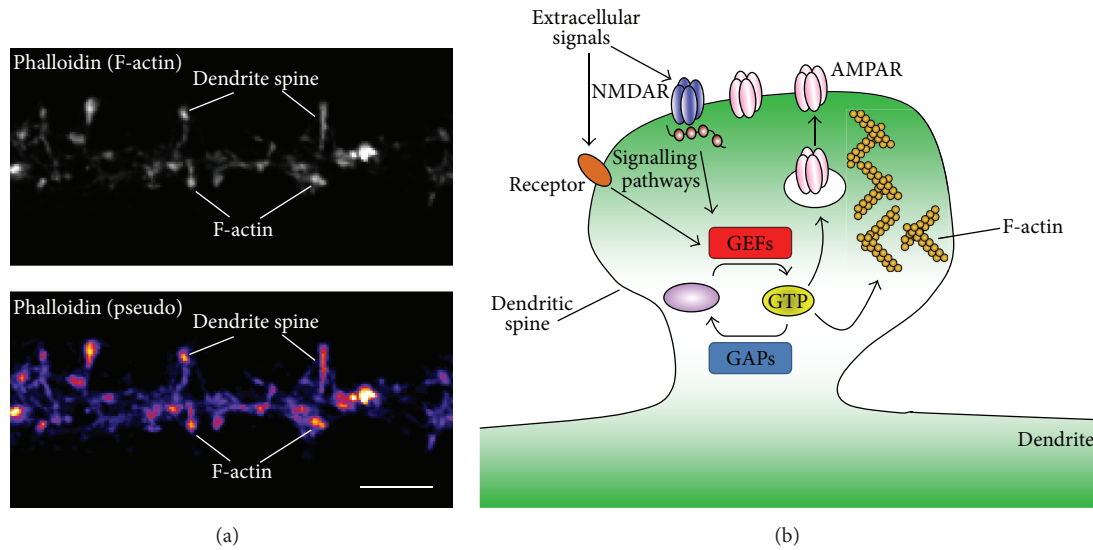 Phalloidin (F-actin)
Dendrite spine
F-actin
Phalloidin (pseudo)
Dendrite spine
F-actin
(a)
Extracellular
signals
NMDAR
AMPAR
Signalling
pathways
Receptor
GEFs
F-actin
Dendritic
spine
GTP
GAPs
Dendrite
(b)